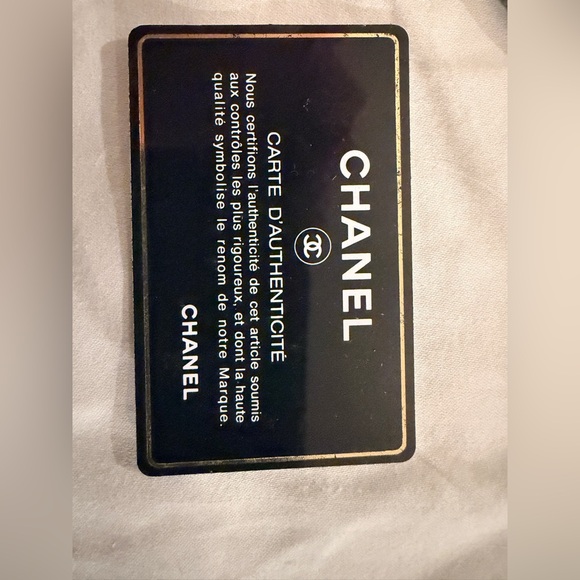 CHANEL
CARTE D'AUTHENTICITÉ
Nous certifions l'authenticité de cet article soumis
aux contrôles les plus rigoureux, et dont la haute
qualité symbolise le renom de notre Marque.
CHANEL